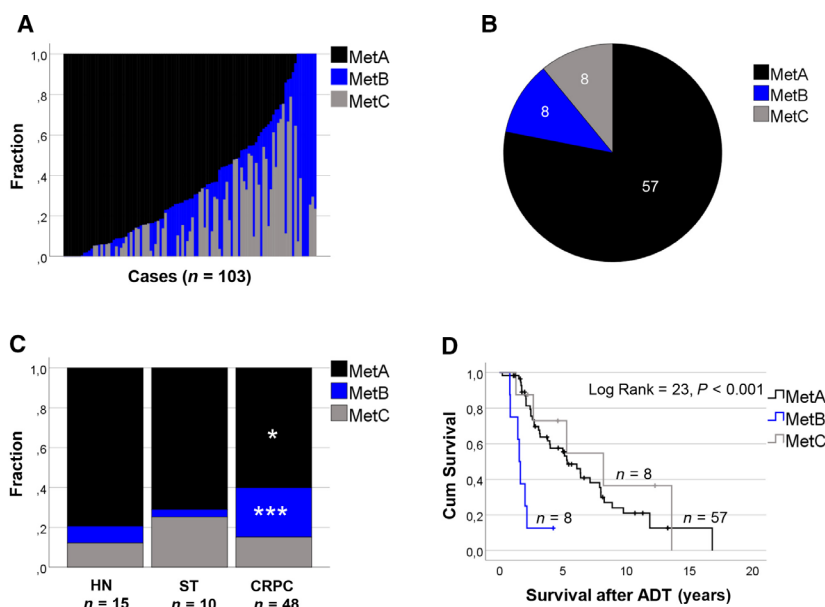 A
1,0
,8
,6
,4
,2
,0
Fraction
Cases (n = 103)
MetA
MetB
MetC
B
8
8
57
MetA
MetB
MetC
C
1,0
,8
,6
,4
,2
,0
Fraction
*
***
HN
n = 15
ST
n = 10
CRPC
n = 48
MetA
MetB
MetC
D
1,0
0,8
0,6
0,4
0,2
0,0
Cum Survival
Log Rank = 23, P < 0.001
n = 8
n = 8
n = 57
0 5 10 15 20
Survival after ADT (years)
MetA
MetB
MetC